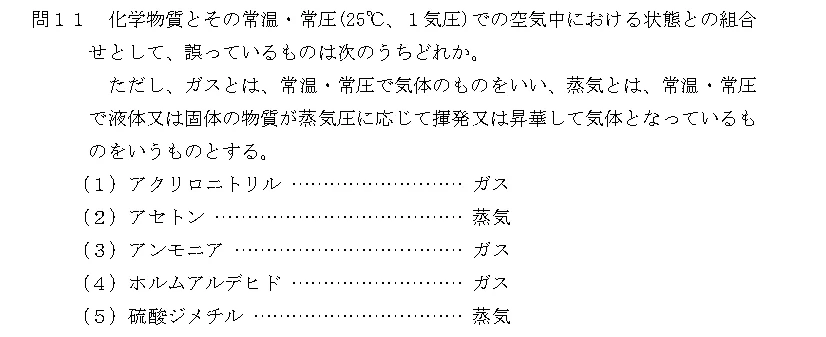 問１１　化学物質とその常温・常圧(25℃、１気圧)での空気中における状態との組合
せとして、誤っているものは次のうちどれか。
ただし、ガスとは、常温・常圧で気体のものをいい、蒸気とは、常温・常圧
で液体又は固体の物質が蒸気圧に応じて揮発又は昇華して気体となっているも
のをいうものとする。
（１）アクリロニトリル ………………………… ガス
（２）アセトン ………………………………… 蒸気
（３）アンモニア ……………………………… ガス
（４）ホルムアルデヒド ……………………… ガス
（５）硫酸ジメチル …………………………… 蒸気